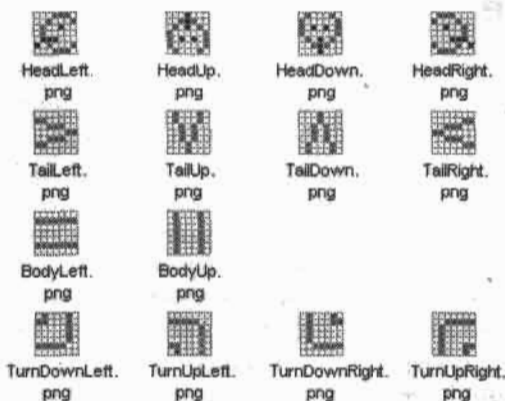 HeadLeft.
png
HeadUp.
png
HeadDown.
png
HeadRight.
png
TailLeft.
png
TailUp.
png
TailDown.
png
TailRight.
png
BodyLeft.
png
BodyUp.
png
TurnDownLeft.
png
TurnUpLeft.
png
TurnDownRight.
png
TurnUpRight.
png